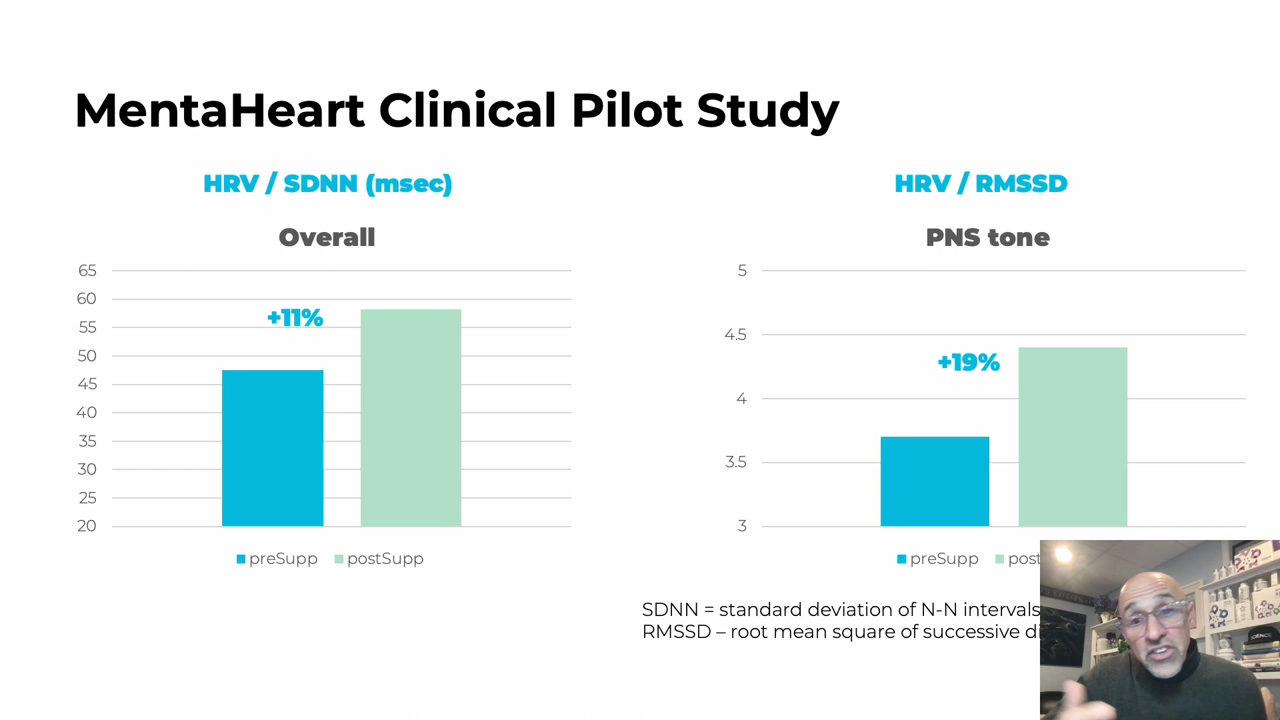 MentaHeart Clinical Pilot Study
HRV / SDNN (msec)
Overall
65
60
55
50
45
40
35
30
25
20
+11%
preSupp
postSupp
HRV / RMSSD
PNS tone
5
4.5
4
3.5
3
+19%
preSupp
SDNN = standard deviation of N-N intervals
RMSSD – root mean square of successive
SCIENCE